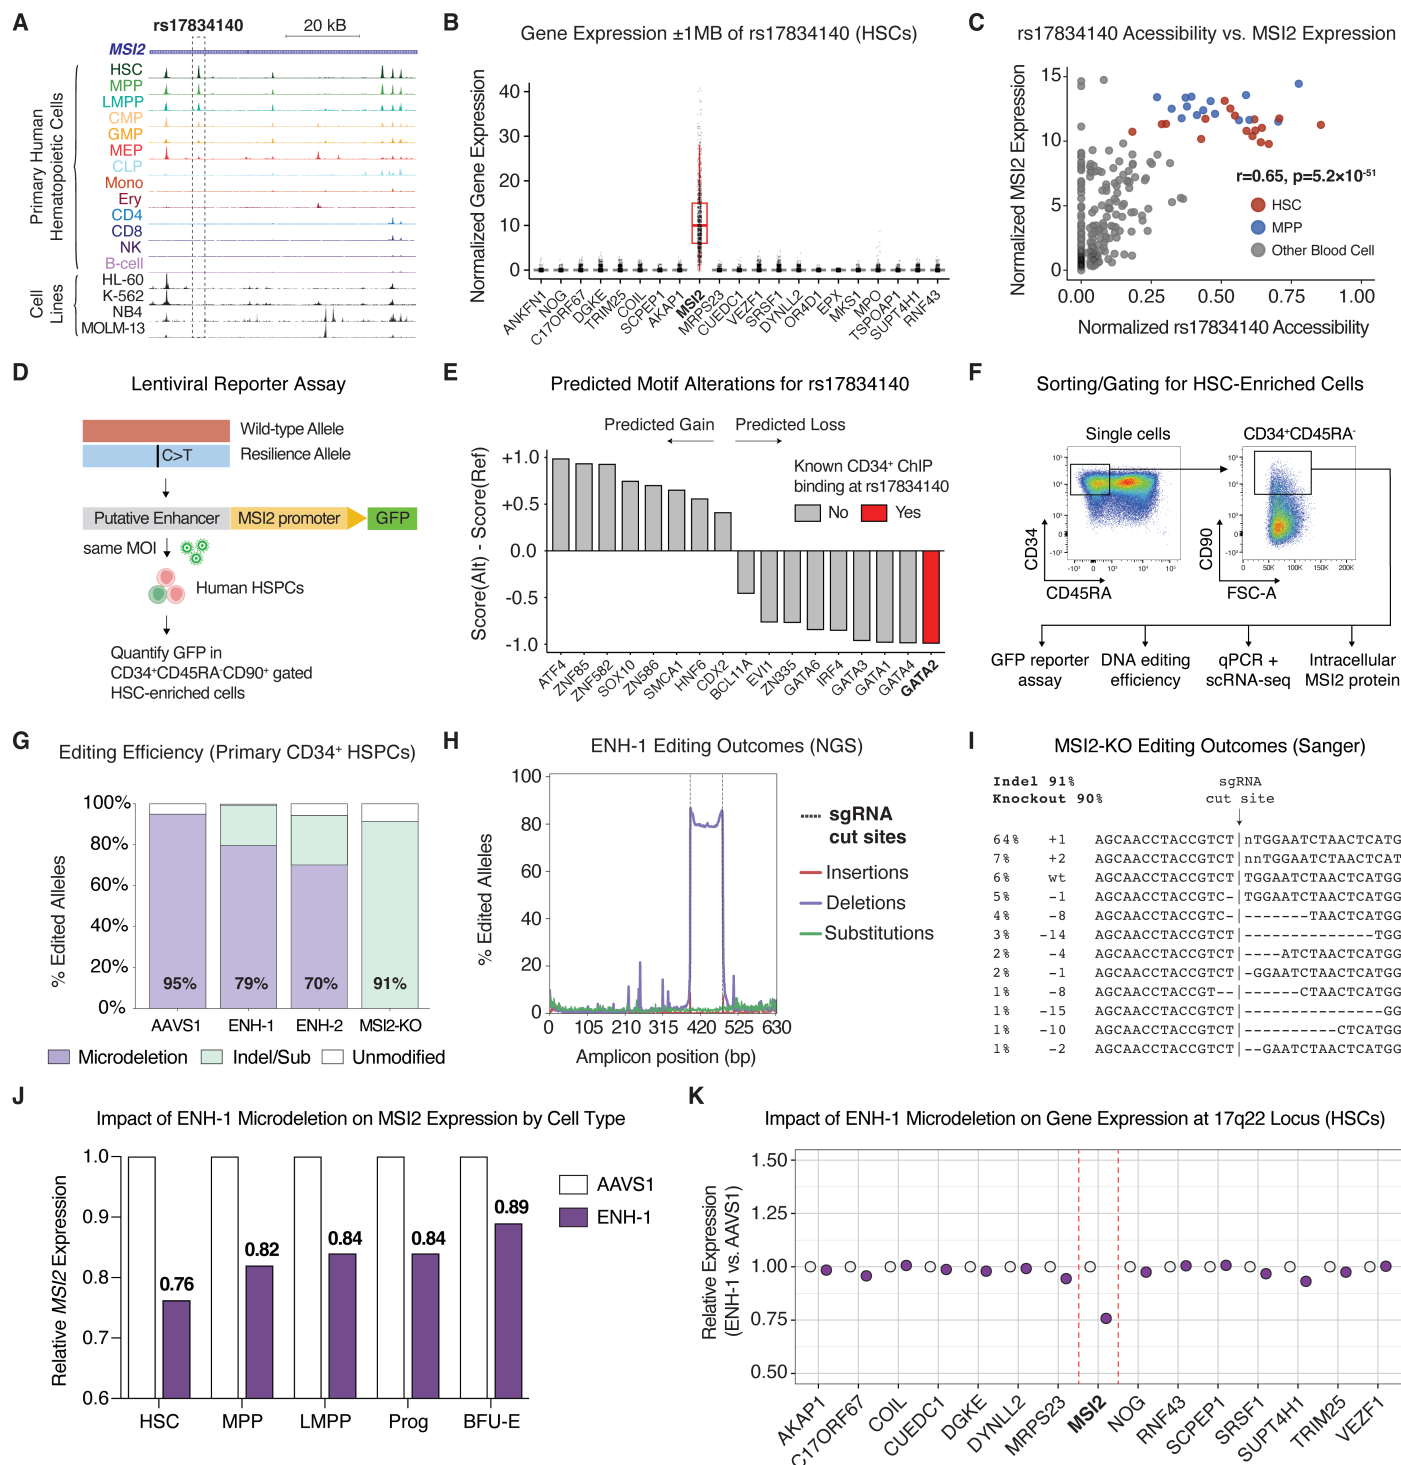 A
rs17834140
20 kB
MSI2
Primary Human
Hematopoietic Cells
HSC
MPP
LMPP
CMP
GMP
MEP
CLP
Mono
Ery
CD4
CD8
NK
B-cell
Cell
Lines
HL-60
K-562
NB4
MOLM-13
B
Gene Expression ±1MB of rs17834140 (HSCs)
Normalized Gene Expression
40
30
20
10
0
ANKFN1
NOG
C17ORF67
DGKE
TRIM25
COIL
SCPEP1
AKAP1
MSI2
MRPS23
CUEDC1
VEZF1
SRSF1
DYNLL2
OR4D1
EPX
MKS1
MPO
TSPOAP1
SUPT4H1
RNF43
C
rs17834140 Acessibility vs. MSI2 Expression
Normalized MSI2 Expression
15
10
5
0
r=0.65, p=5.2×10⁻⁵¹
HSC
MPP
Other Blood Cell
0.00 0.25 0.50 0.75 1.00
Normalized rs17834140 Accessibility
D
Lentiviral Reporter Assay
Wild-type Allele
C>T
Resilience Allele
Putative Enhancer
MSI2 promoter
GFP
same MOI
Human HSPCs
Quantify GFP in
CD34⁺CD45RA⁻CD90⁺ gated
HSC-enriched cells
E
Predicted Motif Alterations for rs17834140
Predicted Gain
Predicted Loss
Score(Alt) - Score(Ref)
+1.0
+0.5
0.0
-0.5
-1.0
Known CD34⁺ ChIP
binding at rs17834140
No
Yes
ATF4
ZNF85
ZNF582
SOX10
ZN586
SMCA1
HNF6
CDX2
BCL11A
EVI1
ZN335
GATA6
IRF4
GATA3
GATA1
GATA4
GATA2
F
Sorting/Gating for HSC-Enriched Cells
Single cells
CD34⁺CD45RA⁻
10⁵
10⁴
10³
0
-10³
-10³ 0 10³ 10⁴ 10⁵
CD34
CD45RA
10⁵
10⁴
10³
0
-10³
0 50K 100K 150K 200K
CD90
FSC-A
GFP reporter
assay
DNA editing
efficiency
qPCR +
scRNA-seq
Intracellular
MSI2 protein
G
Editing Efficiency (Primary CD34⁺ HSPCs)
% Edited Alleles
100%
80%
60%
40%
20%
0%
95%
79%
70%
91%
AAVS1
ENH-1
ENH-2
MSI2-KO
Microdeletion
Indel/Sub
Unmodified
H
ENH-1 Editing Outcomes (NGS)
% Edited Alleles
100
80
60
40
20
0
0 105 210 315 420 525 630
Amplicon position (bp)
sgRNA
cut sites
Insertions
Deletions
Substitutions
I
MSI2-KO Editing Outcomes (Sanger)
Indel 91%
Knockout 90%
sgRNA
cut site
64% +1 AGCAACCTACCGTCT|nTGGAATCTAACTCATG
7% +2 AGCAACCTACCGTCT|nnTGGAATCTAACTCAT
6% wt AGCAACCTACCGTCT|TGGAATCTAACTCATGG
5% -1 AGCAACCTACCGTC-|TGGAATCTAACTCATGG
4% -8 AGCAACCTACCGTCT|--------TAACTCATGG
3% -14 AGCAACCTACCGTCT|--------------TGG
2% -4 AGCAACCTACCGTCT|----ATCTAACTCATGG
2% -1 AGCAACCTACCGTCT|-GGAATCTAACTCATGG
1% -8 AGCAACCTACCGT--|------CTAACTCATGG
1% -15 AGCAACCTACCGTCT|---------------GG
1% -10 AGCAACCTACCGTCT|----------CTCATGG
1% -2 AGCAACCTACCGTCT|--GAATCTAACTCATGG
J
Impact of ENH-1 Microdeletion on MSI2 Expression by Cell Type
Relative MSI2 Expression
1.0
0.9
0.8
0.7
0.6
0.76
0.82
0.84
0.84
0.89
HSC
MPP
LMPP
Prog
BFU-E
AAVS1
ENH-1
K
Impact of ENH-1 Microdeletion on Gene Expression at 17q22 Locus (HSCs)
Relative Expression
(ENH-1 vs. AAVS1)
1.50
1.25
1.00
0.75
0.50
AKAP1
C17ORF67
COIL
CUEDC1
DGKE
DYNLL2
MRPS23
MSI2
NOG
RNF43
SCPEP1
SRSF1
SUPT4H1
TRIM25
VEZF1